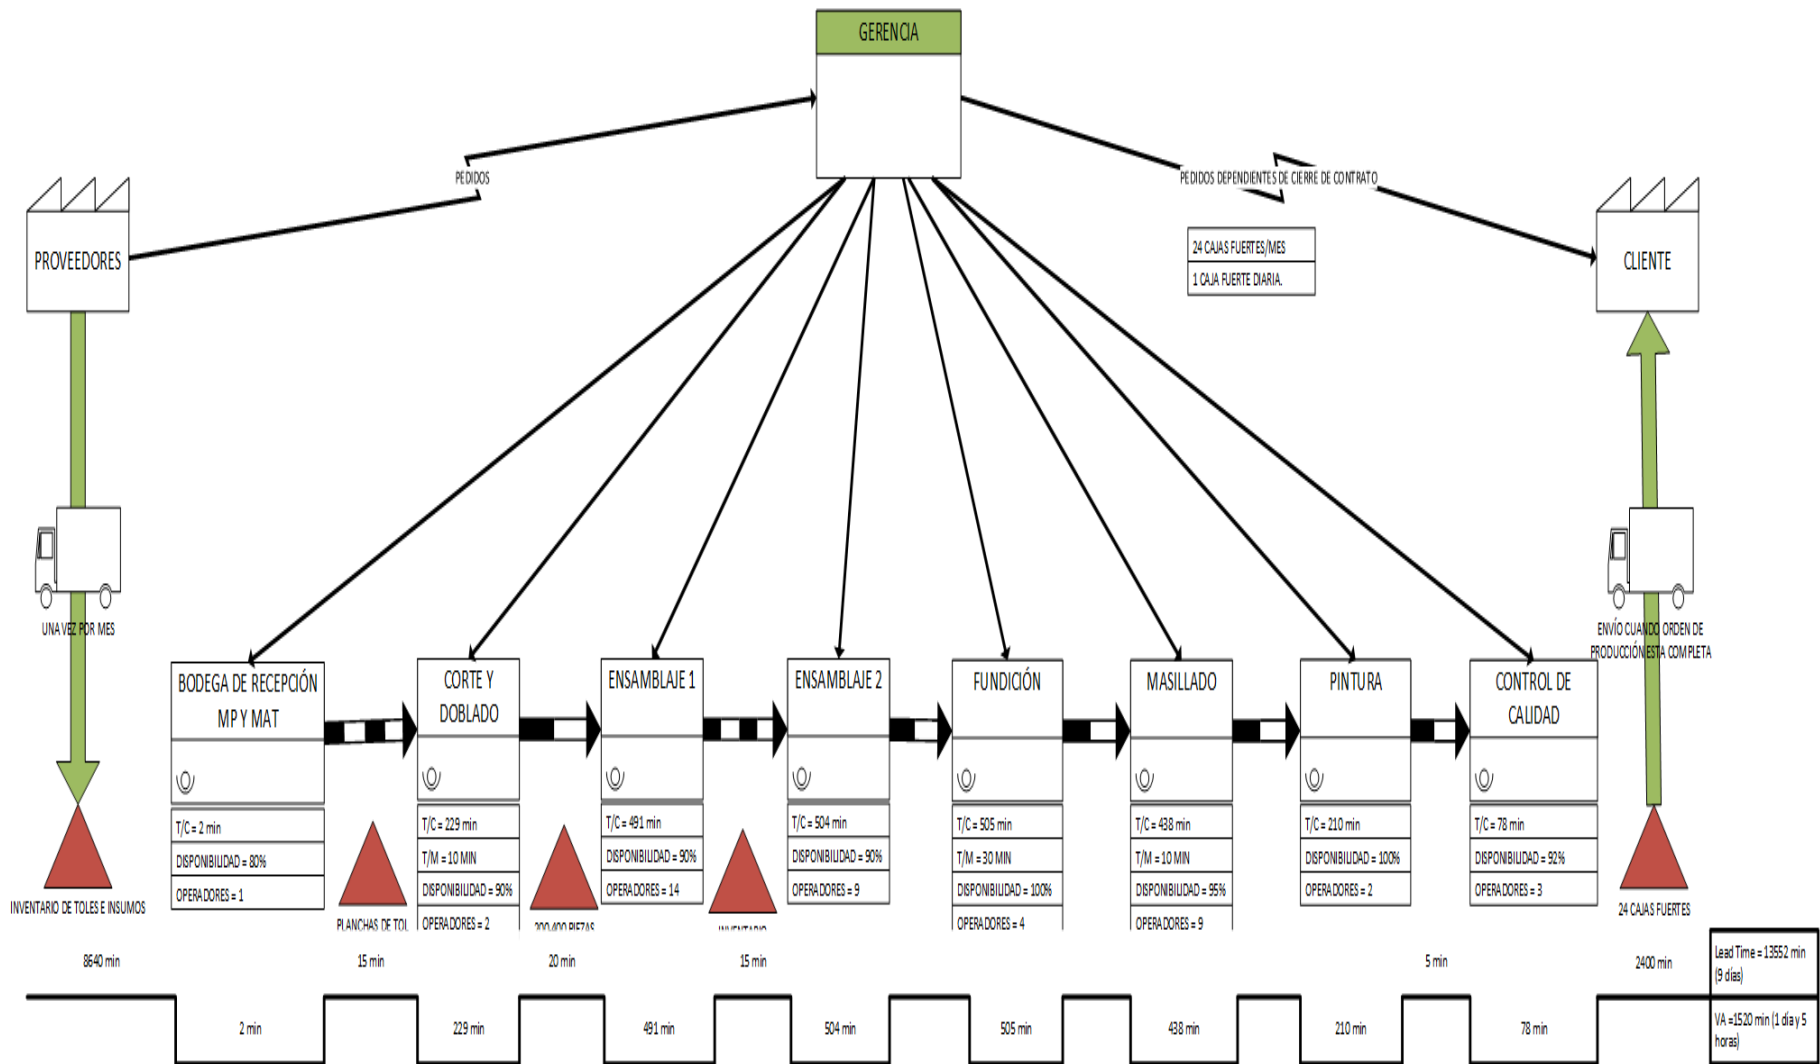 GERENCIA
PEDIDOS
PEDIDOS DEPENDIENTES DE CIERRE DE CONTRATO
24 CAJAS FUERTES/MES
1 CAJA FUERTE DIARIA.
PROVEEDORES
CLIENTE
UNA VEZ POR MES
ENVÍO CUANDO ORDEN DE
PRODUCCIÓN ESTA COMPLETA
BODEGA DE RECEPCIÓN
MP Y MAT
T/C = 2 min
DISPONIBILIDAD = 80%
OPERADORES = 1
CORTE Y
DOBLADO
T/C = 229 min
T/M = 10 MIN
DISPONIBILIDAD = 90%
OPERADORES = 2
ENSAMBLAJE 1
T/C = 491 min
DISPONIBILIDAD = 90%
OPERADORES = 14
ENSAMBLAJE 2
T/C = 504 min
DISPONIBILIDAD = 90%
OPERADORES = 9
FUNDICIÓN
T/C = 505 min
T/M = 30 MIN
DISPONIBILIDAD = 100%
OPERADORES = 4
MASILLADO
T/C = 438 min
T/M = 10 MIN
DISPONIBILIDAD = 95%
OPERADORES = 9
PINTURA
T/C = 210 min
DISPONIBILIDAD = 100%
OPERADORES = 2
CONTROL DE
CALIDAD
T/C = 78 min
DISPONIBILIDAD = 92%
OPERADORES = 3
INVENTARIO DE TOLES E INSUMOS
PLANCHAS DE TOL
PIEZAS
INVENTARIO
24 CAJAS FUERTES
8640 min
15 min
20 min
15 min
5 min
2400 min
Lead Time = 13552 min
(9 días)
2 min
229 min
491 min
504 min
505 min
438 min
210 min
78 min
VA =1520 min (1 día y 5
horas)